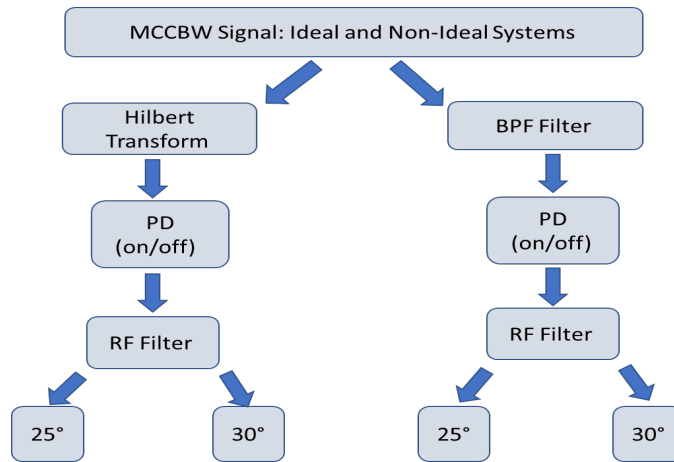 MCCBW Signal: Ideal and Non-Ideal Systems
Hilbert
Transform
BPF Filter
PD
(on/off)
PD
(on/off)
RF Filter
RF Filter
25°
30°
25°
30°